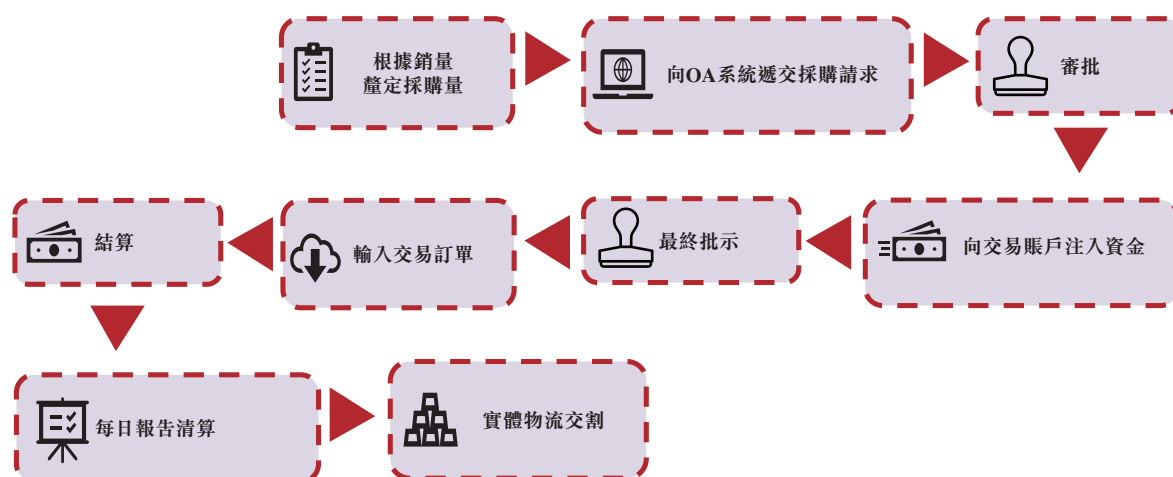 根據銷量
釐定採購量
向OA系統遞交採購請求
審批
向交易賬戶注入資金
最終批示
輸入交易訂單
結算
每日報告清算
實體物流交割